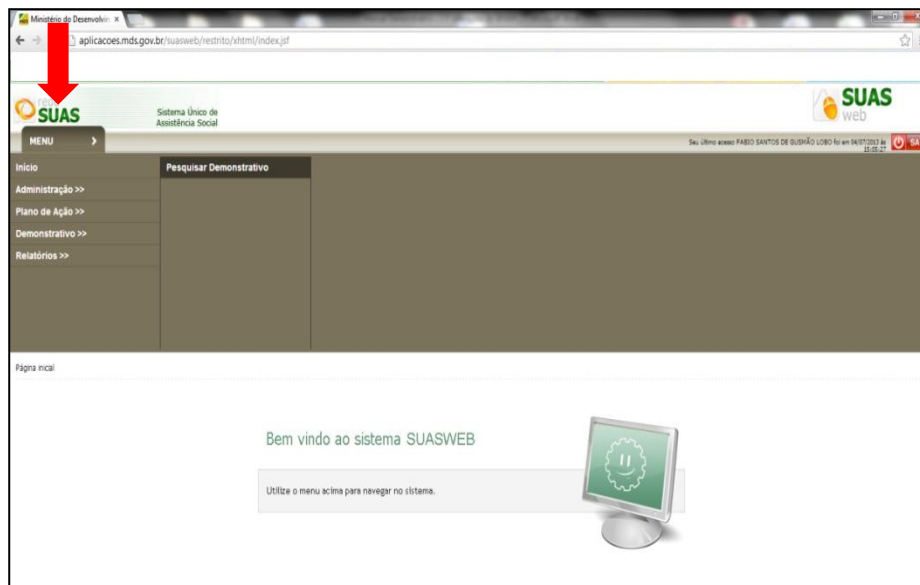 Ministério do Desenvolvim
aplicacoes.mds.gov.br/suasweb/restrito/xhtml/index.jsf
SUAS
Sistema Único de
Assistência Social
SUAS
web
MENU
Seu último acesso FABIO SANTOS DE GUSMÃO LOBO foi em 04/07/2013 às
SA
Início
Pesquisar Demonstrativo
Administração >>
Plano de Ação >>
Demonstrativo >>
Relatórios >>
Página inicial
Bem vindo ao sistema SUASWEB
Utilize o menu acima para navegar no sistema.